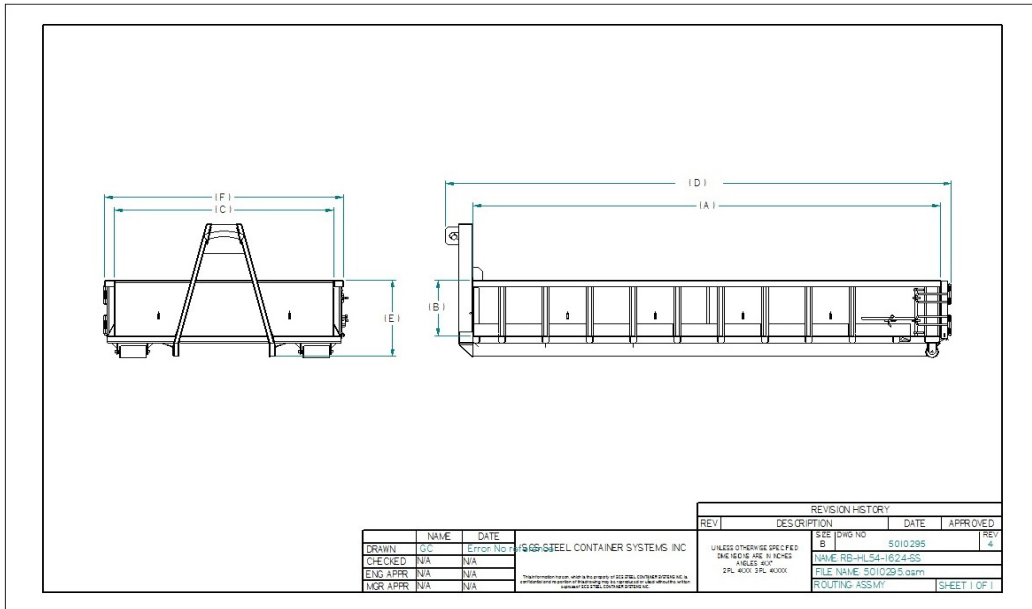 (D)
(F)
(A)
(C)
(B)
(E)
REVISION HISTORY
REV DESCRIPTION DATE APPROVED
NAME DATE
DRAWN GC Error: No reference
CHECKED N/A N/A
ENG APPR N/A N/A
MGR APPR N/A N/A
SCS STEEL CONTAINER SYSTEMS INC
UNLESS OTHERWISE SPECIFIED
DIMENSIONS ARE IN INCHES
SIZE DWG NO REV
B 5010295 4
NAME RB-HL54-1624-SS
FILE NAME 5010295.asm
ROUTING ASSMY SHEET 1 OF 1